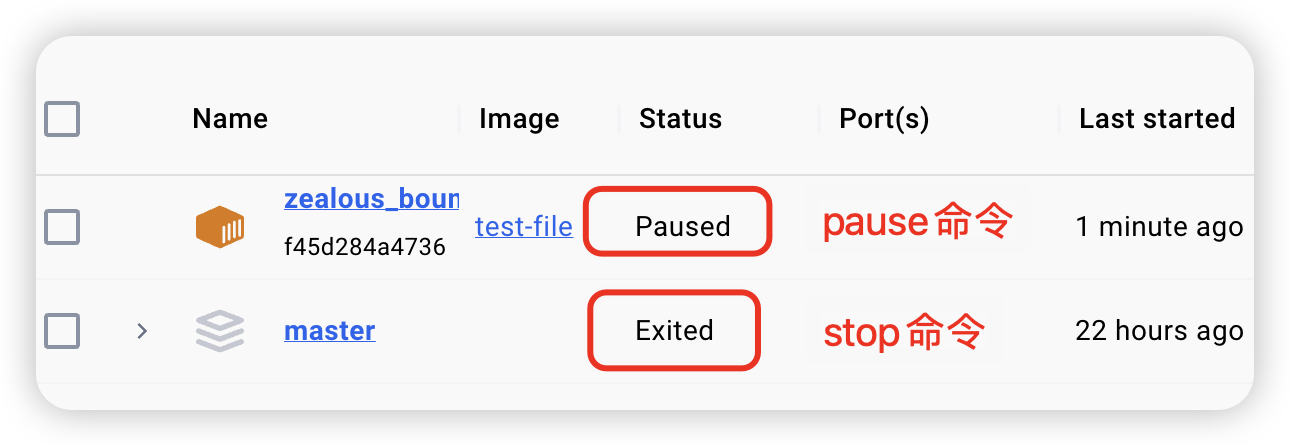 Name Image Status Port(s) Last started
zealous_boun
f45d284a4736
test-file Paused pause命令 1 minute ago
master Exited stop命令 22 hours ago